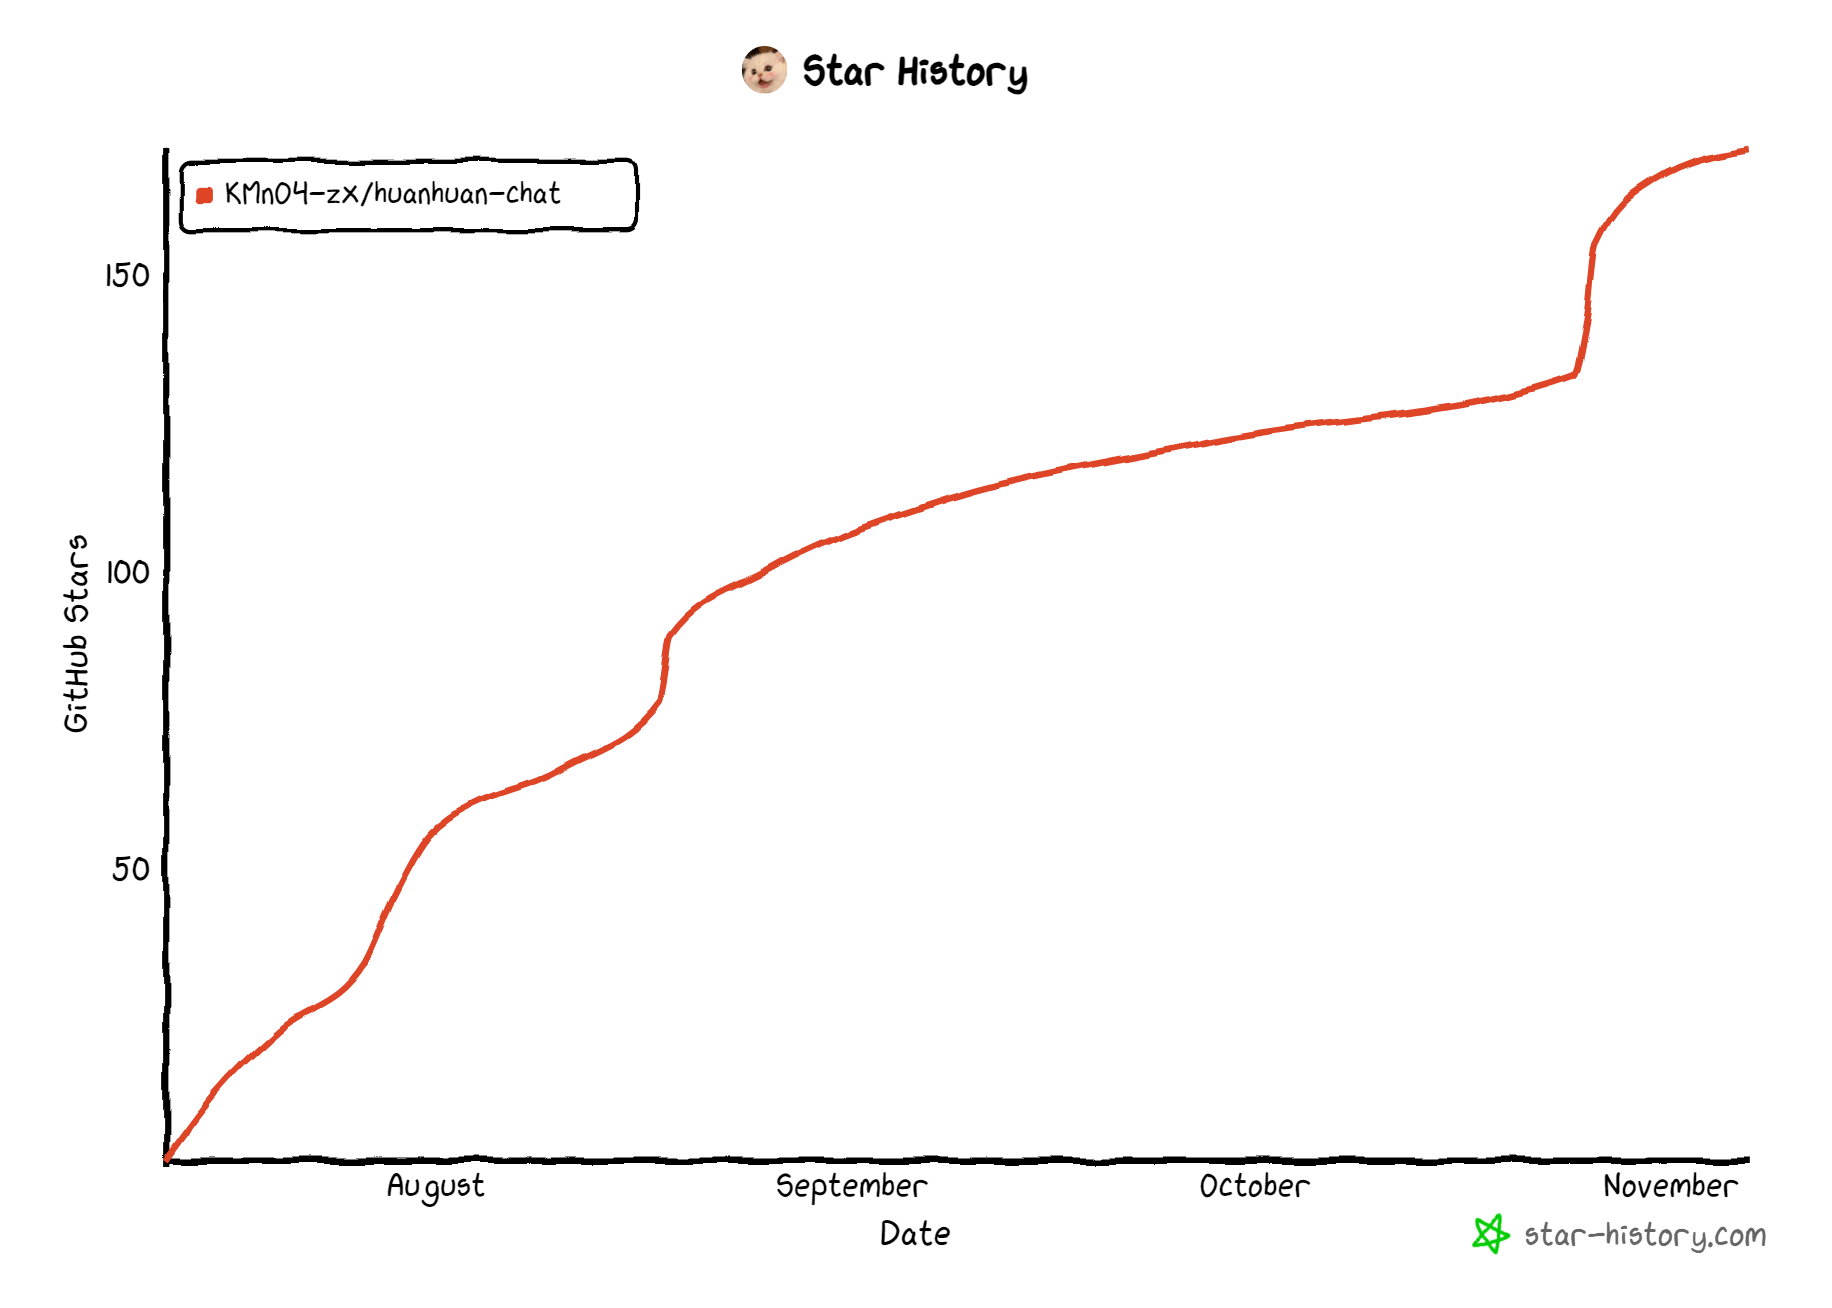 Star History
KMnO4-zX/huanhuan-chat
150
100
50
GitHub Stars
August
September
October
November
Date
star-history.com